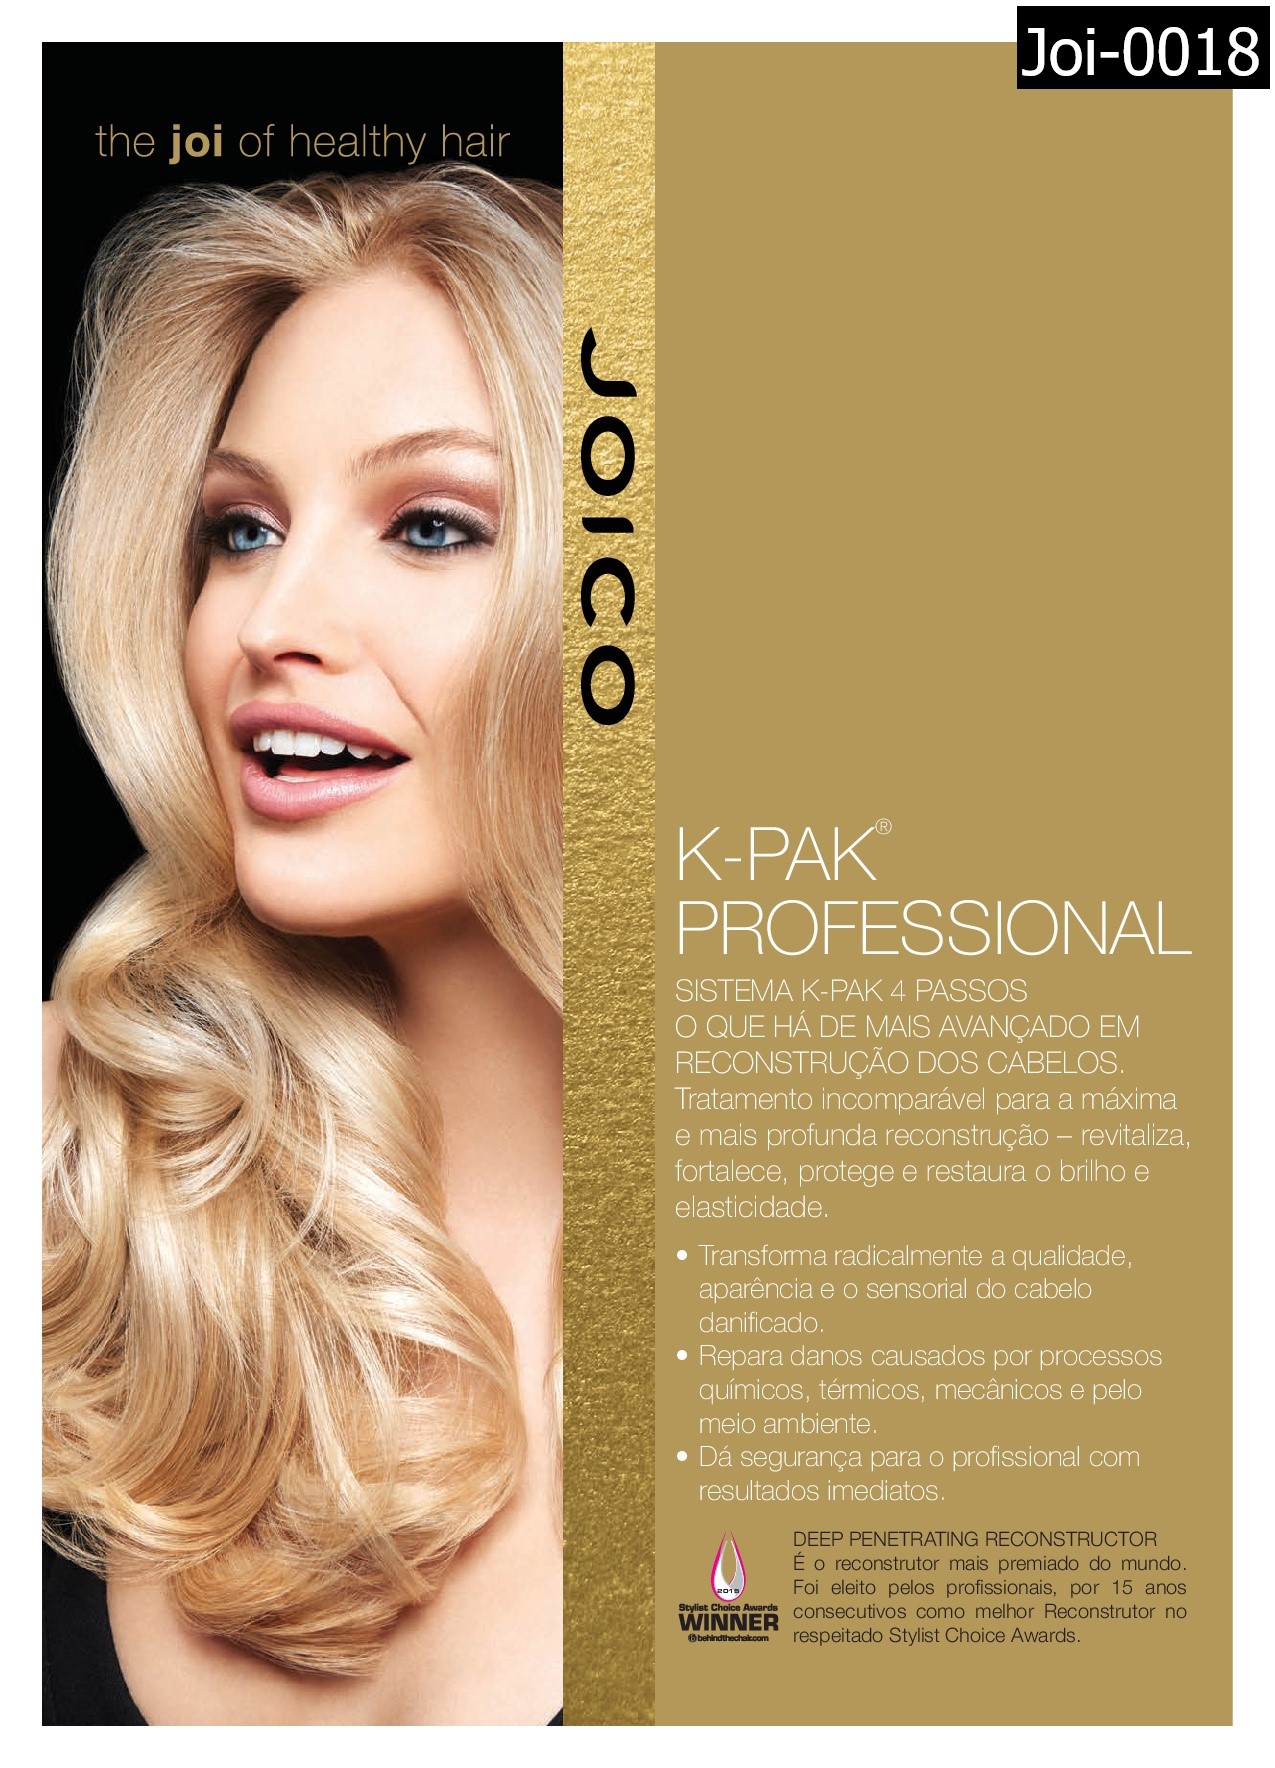 Joi-0018
the joi of healthy hair
JOICO
K-PAK®
PROFESSIONAL
SISTEMA K-PAK 4 PASSOS
O QUE HÁ DE MAIS AVANÇADO EM
RECONSTRUÇÃO DOS CABELOS.
Tratamento incomparável para a máxima
e mais profunda reconstrução – revitaliza,
fortalece, protege e restaura o brilho e
elasticidade.
• Transforma radicalmente a qualidade,
aparência e o sensorial do cabelo
danificado.
• Repara danos causados por processos
químicos, térmicos, mecânicos e pelo
meio ambiente.
• Dá segurança para o profissional com
resultados imediatos.
2015
Stylist Choice Awards
WINNER
behindthechair.com
DEEP PENETRATING RECONSTRUCTOR
É o reconstrutor mais premiado do mundo.
Foi eleito pelos profissionais, por 15 anos
consecutivos como melhor Reconstrutor no
respeitado Stylist Choice Awards.